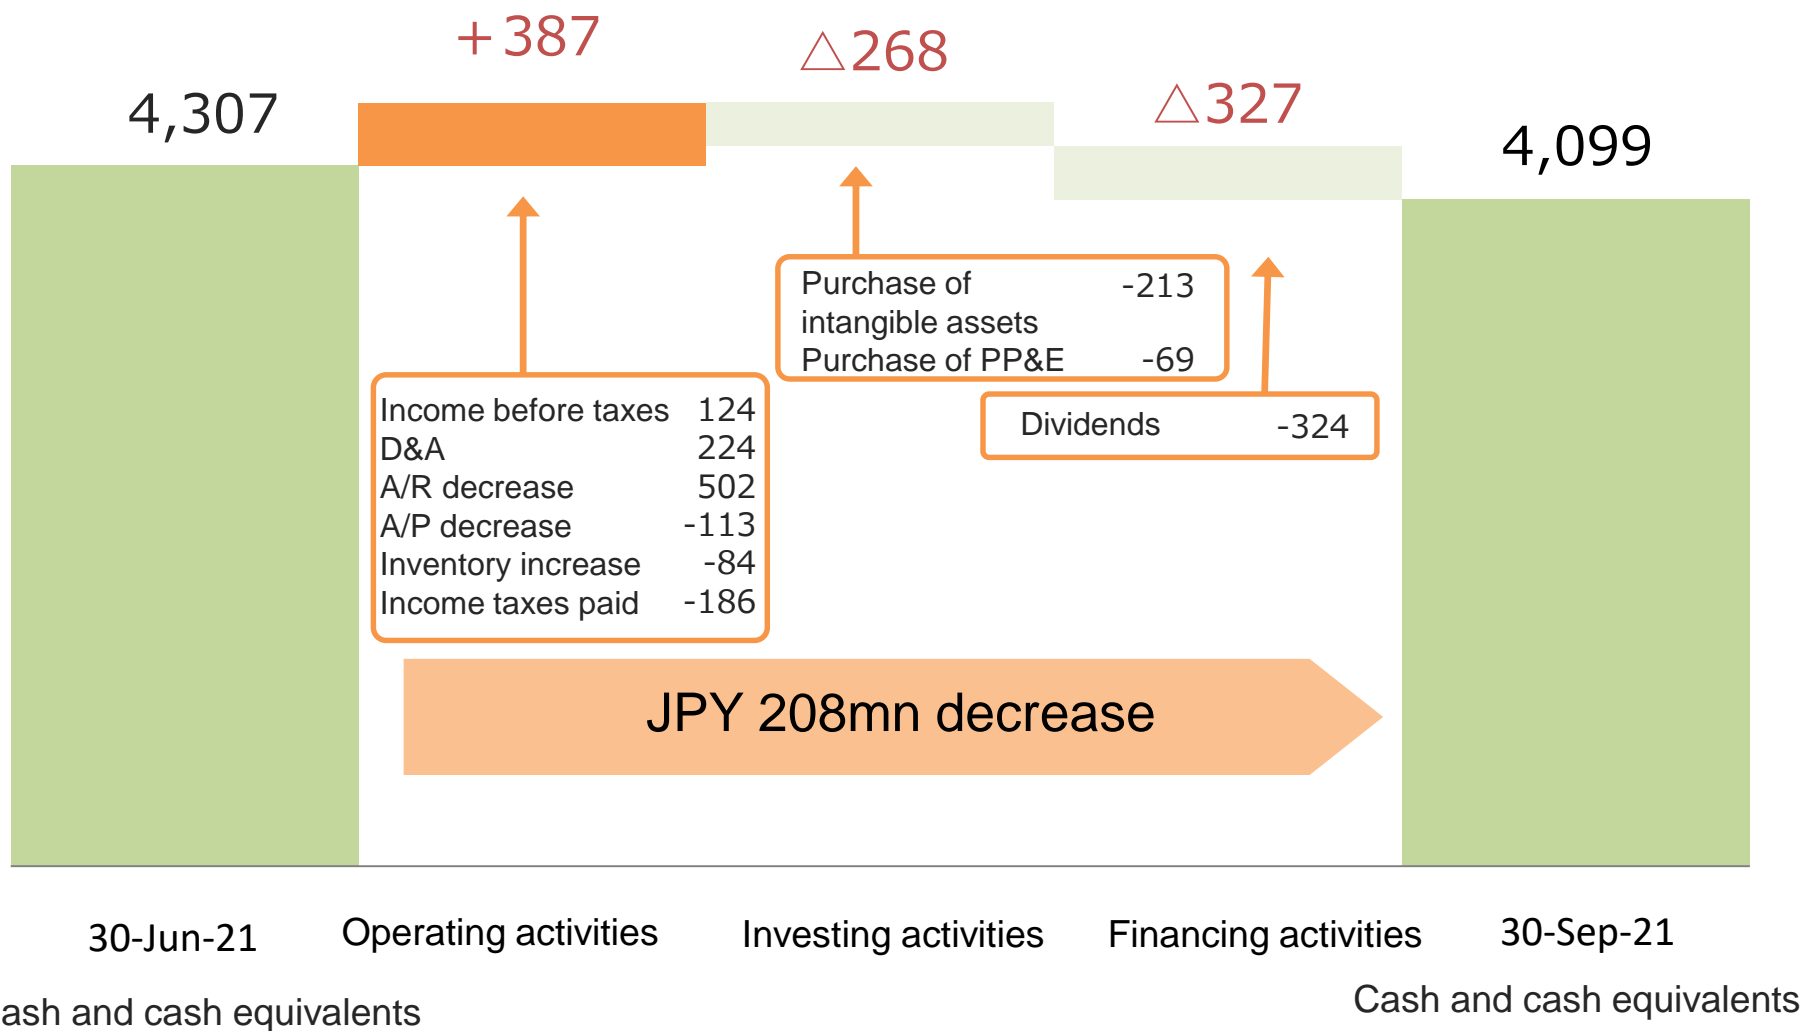 +387
△268
△327
4,307
4,099
Purchase of -213
intangible assets
Purchase of PP&E -69
Income before taxes 124
D&A 224
A/R decrease 502
A/P decrease -113
Inventory increase -84
Income taxes paid -186
Dividends -324
JPY 208mn decrease
30-Jun-21
Operating activities
Investing activities
Financing activities
30-Sep-21
ash and cash equivalents
Cash and cash equivalents